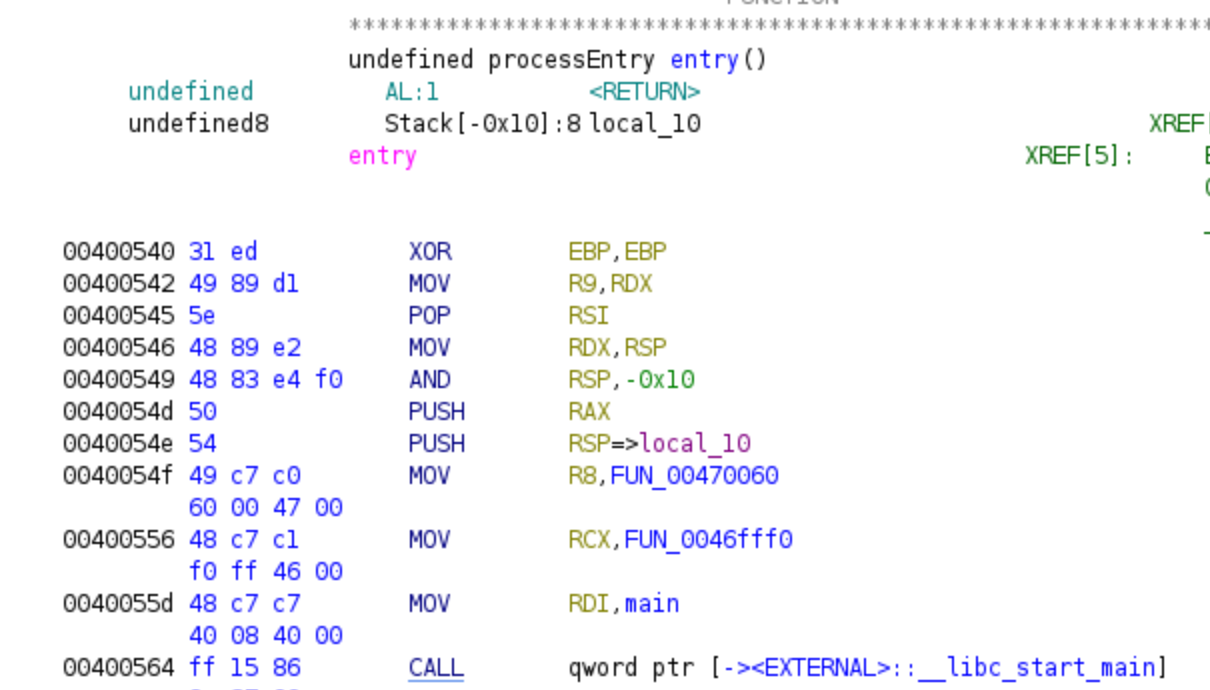 FUNCTION
******************************************************************
undefined processEntry entry()
undefined AL:1 <RETURN>
undefined8 Stack[-0x10]:8 local_10 XREF[
entry XREF[5]:
00400540 31 ed XOR EBP,EBP
00400542 49 89 d1 MOV R9,RDX
00400545 5e POP RSI
00400546 48 89 e2 MOV RDX,RSP
00400549 48 83 e4 f0 AND RSP,-0x10
0040054d 50 PUSH RAX
0040054e 54 PUSH RSP=>local_10
0040054f 49 c7 c0 MOV R8,FUN_00470060
60 00 47 00
00400556 48 c7 c1 MOV RCX,FUN_0046fff0
f0 ff 46 00
0040055d 48 c7 c7 MOV RDI,main
40 08 40 00
00400564 ff 15 86 CALL qword ptr [-><EXTERNAL>::__libc_start_main]